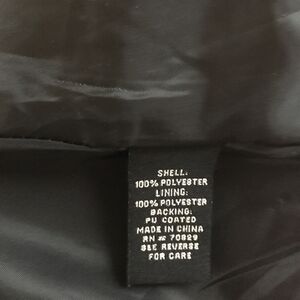 SHELL:
100% POLYESTER
LINING:
100% POLYESTER
BACKING:
PU COATED
MADE IN CHINA
RN # 70829
SEE REVERSE
FOR CARE